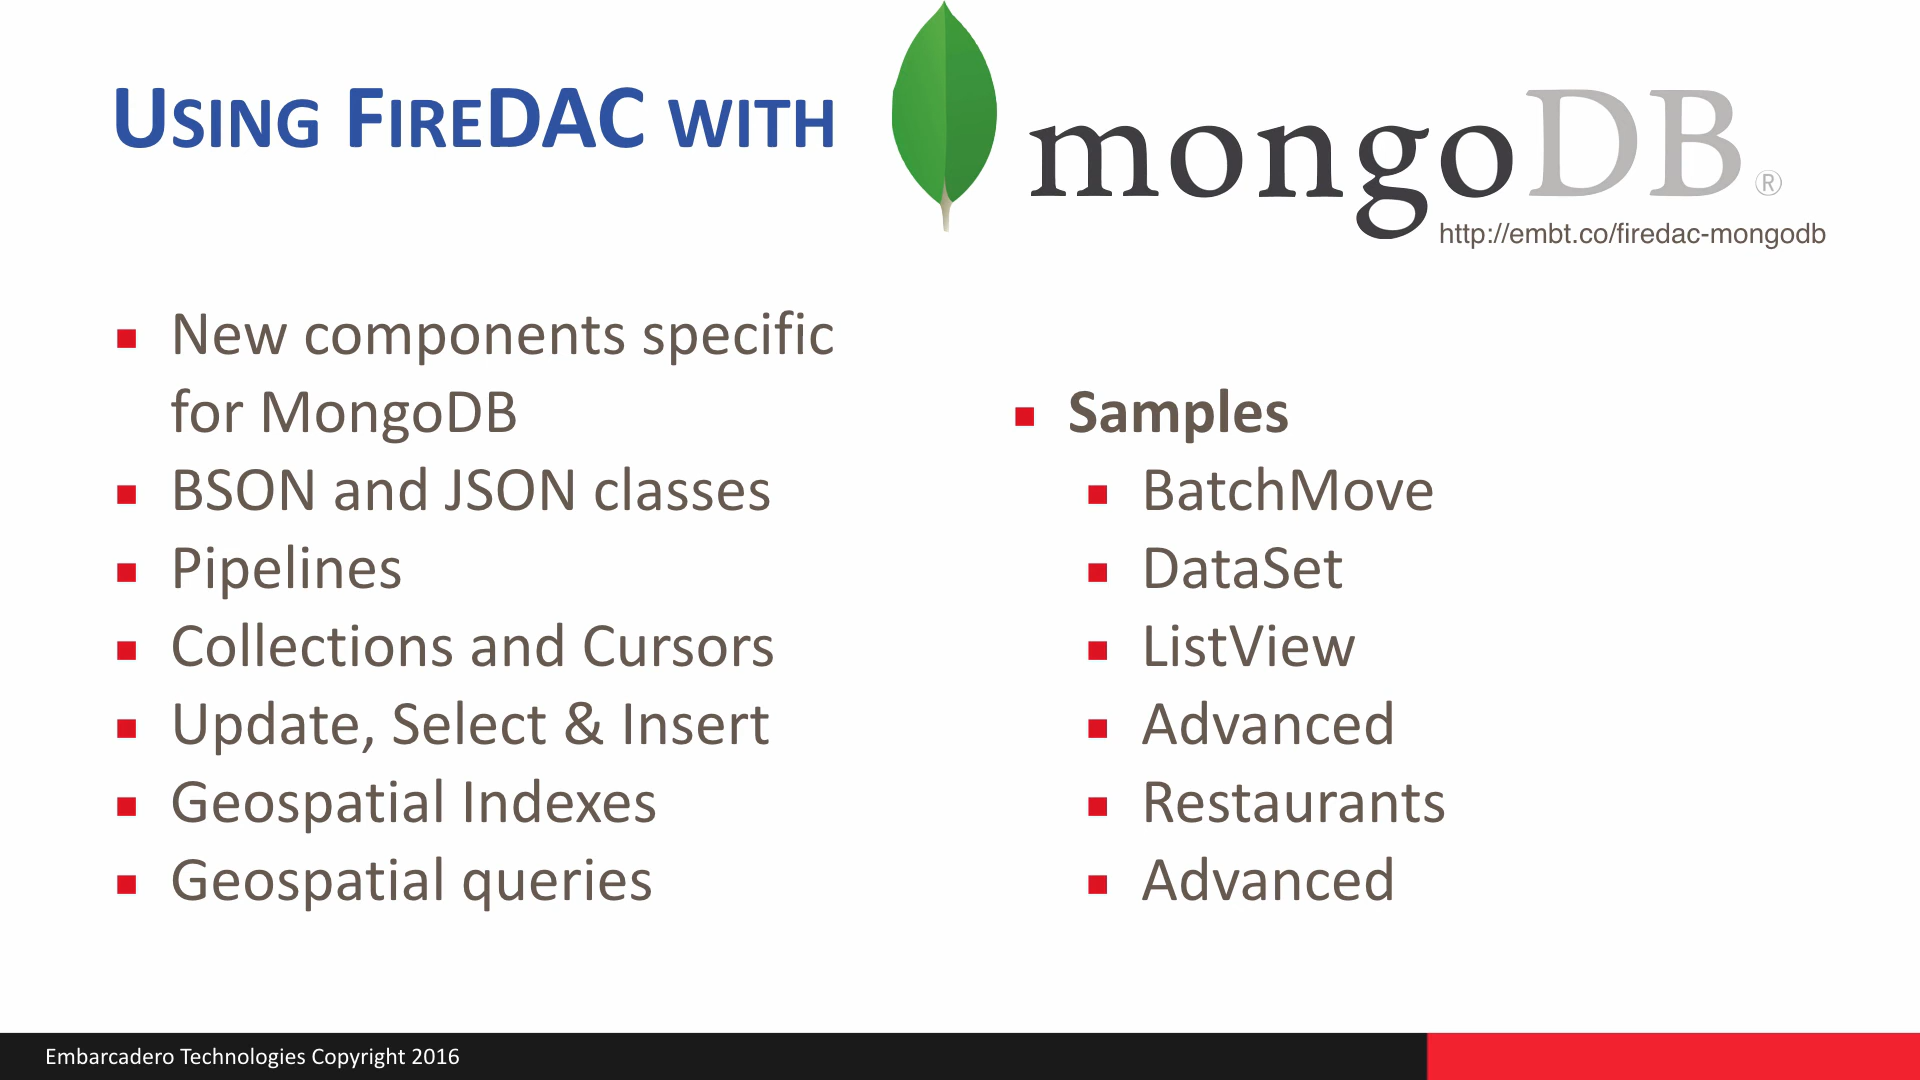 USING FIREDAC WITH
mongoDB®
http://embt.co/firedac-mongodb
New components specific
for MongoDB
BSON and JSON classes
Pipelines
Collections and Cursors
Update, Select & Insert
Geospatial Indexes
Geospatial queries
Samples
BatchMove
DataSet
ListView
Advanced
Restaurants
Advanced
Embarcadero Technologies Copyright 2016